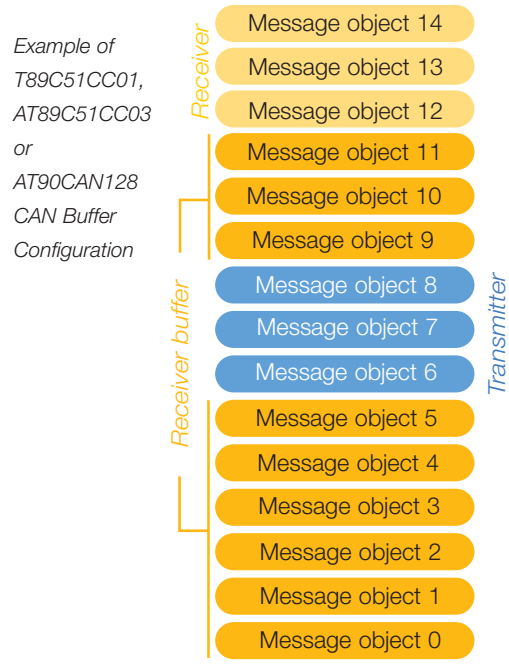 Example of
T89C51CC01,
AT89C51CC03
or
AT90CAN128
CAN Buffer
Configuration
Receiver
Message object 14
Message object 13
Message object 12
Message object 11
Message object 10
Message object 9
Receiver buffer
Message object 8
Message object 7
Message object 6
Transmitter
Message object 5
Message object 4
Message object 3
Message object 2
Message object 1
Message object 0